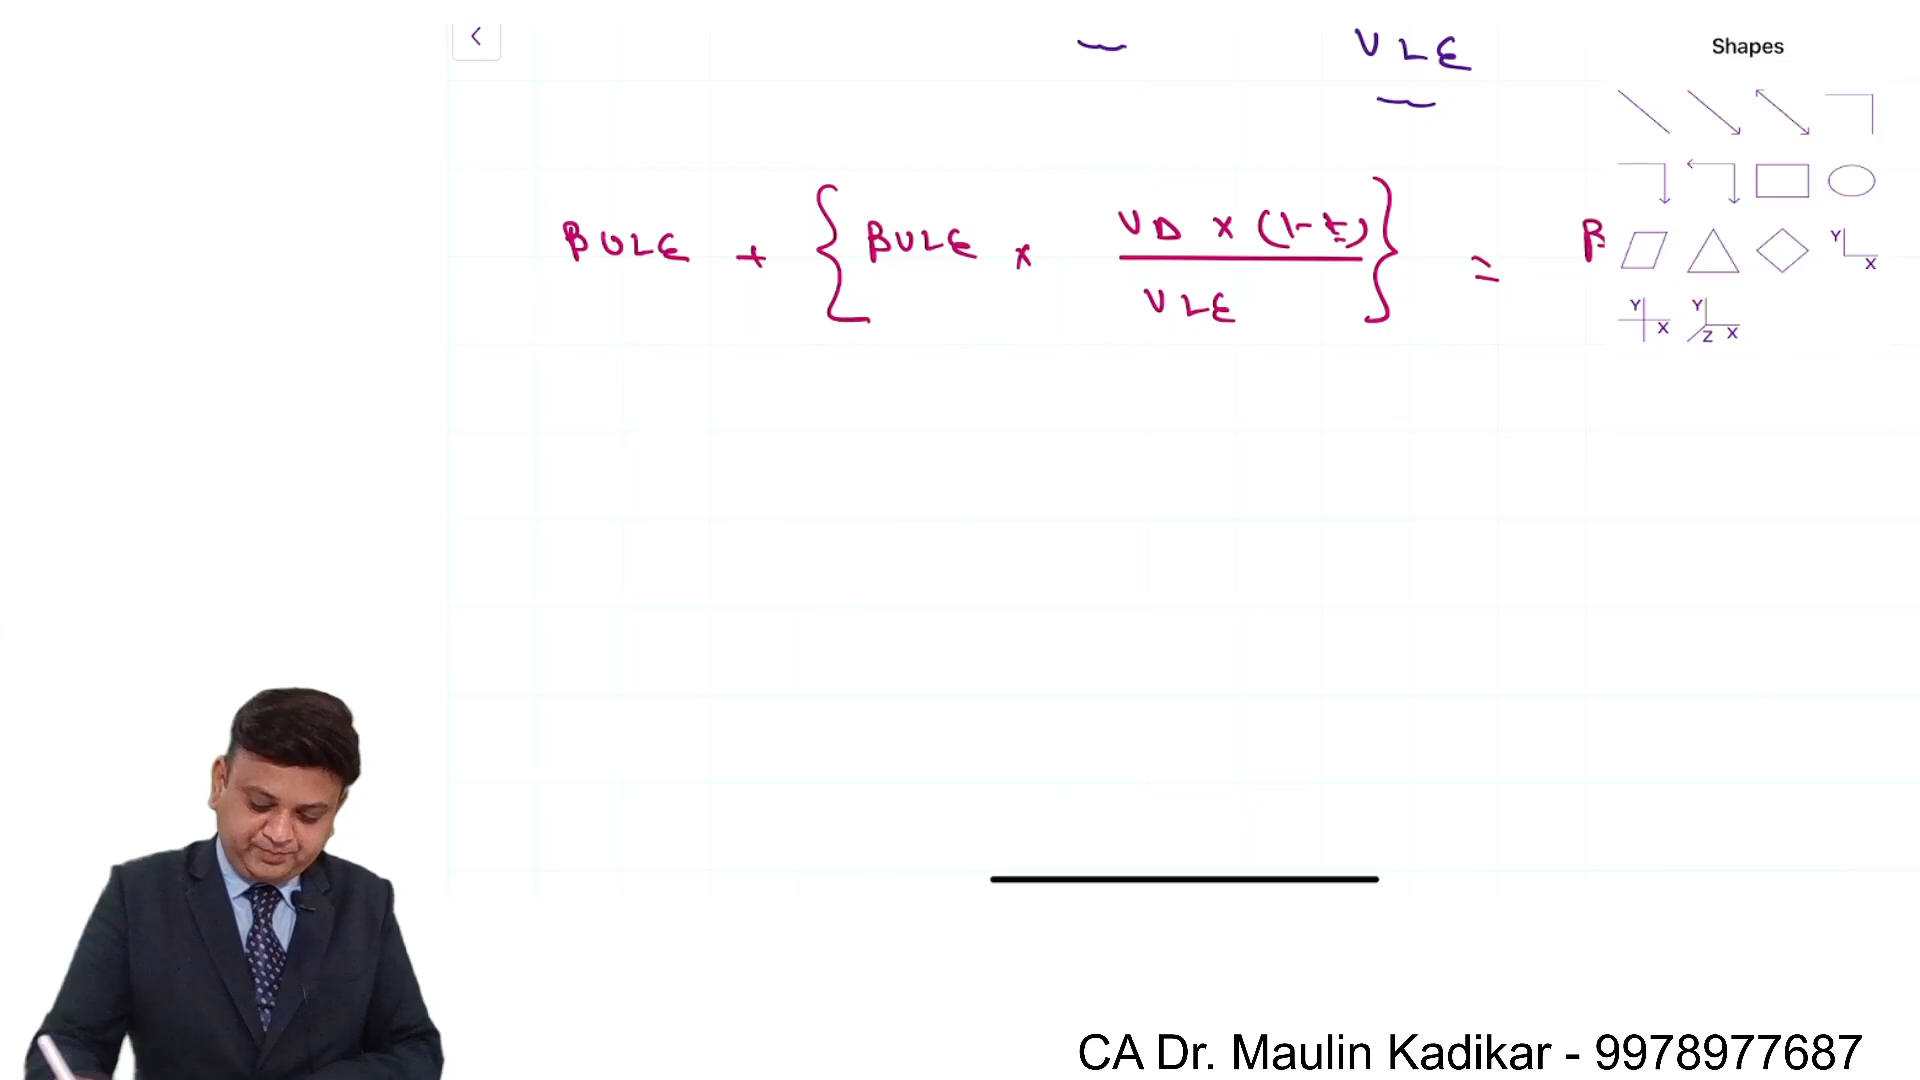 VLE
Shapes
BULE + { BULE × VD × (1-t) / VLE } = B
Y X
Y X Y Z X
CA Dr. Maulin Kadikar - 9978977687